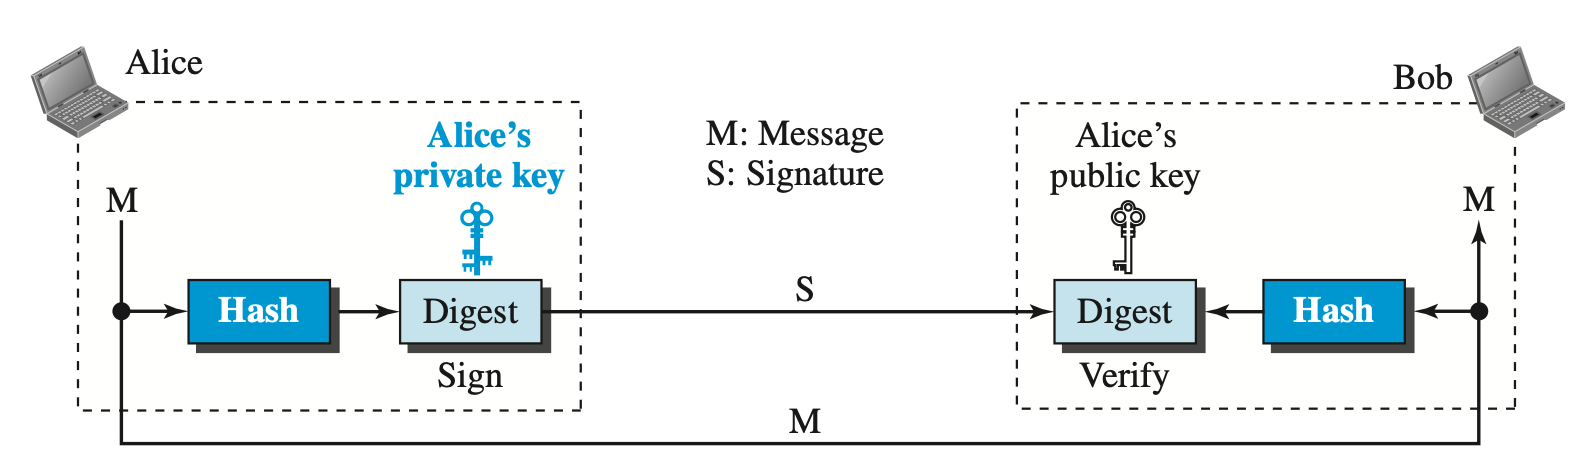 Alice
Bob
Alice's
private key
M: Message
S: Signature
Alice's
public key
M
M
Hash
Digest
S
Digest
Hash
Sign
Verify
M